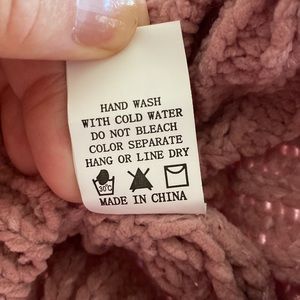 HAND WASH
WITH COLD WATER
DO NOT BLEACH
COLOR SEPARATE
HANG OR LINE DRY
30°C
MADE IN CHINA